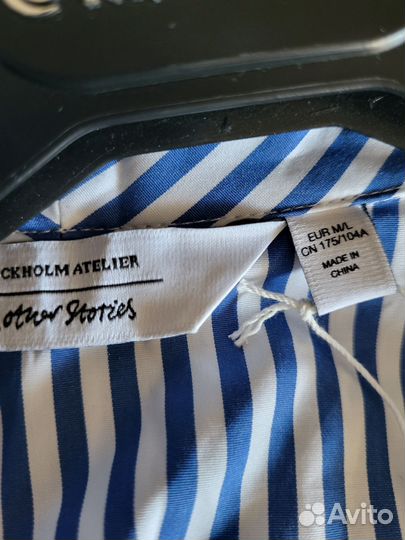 CKHOLM ATELIER
other Stories
EUR M/L
CN 175/104A
MADE IN
CHINA
Avito